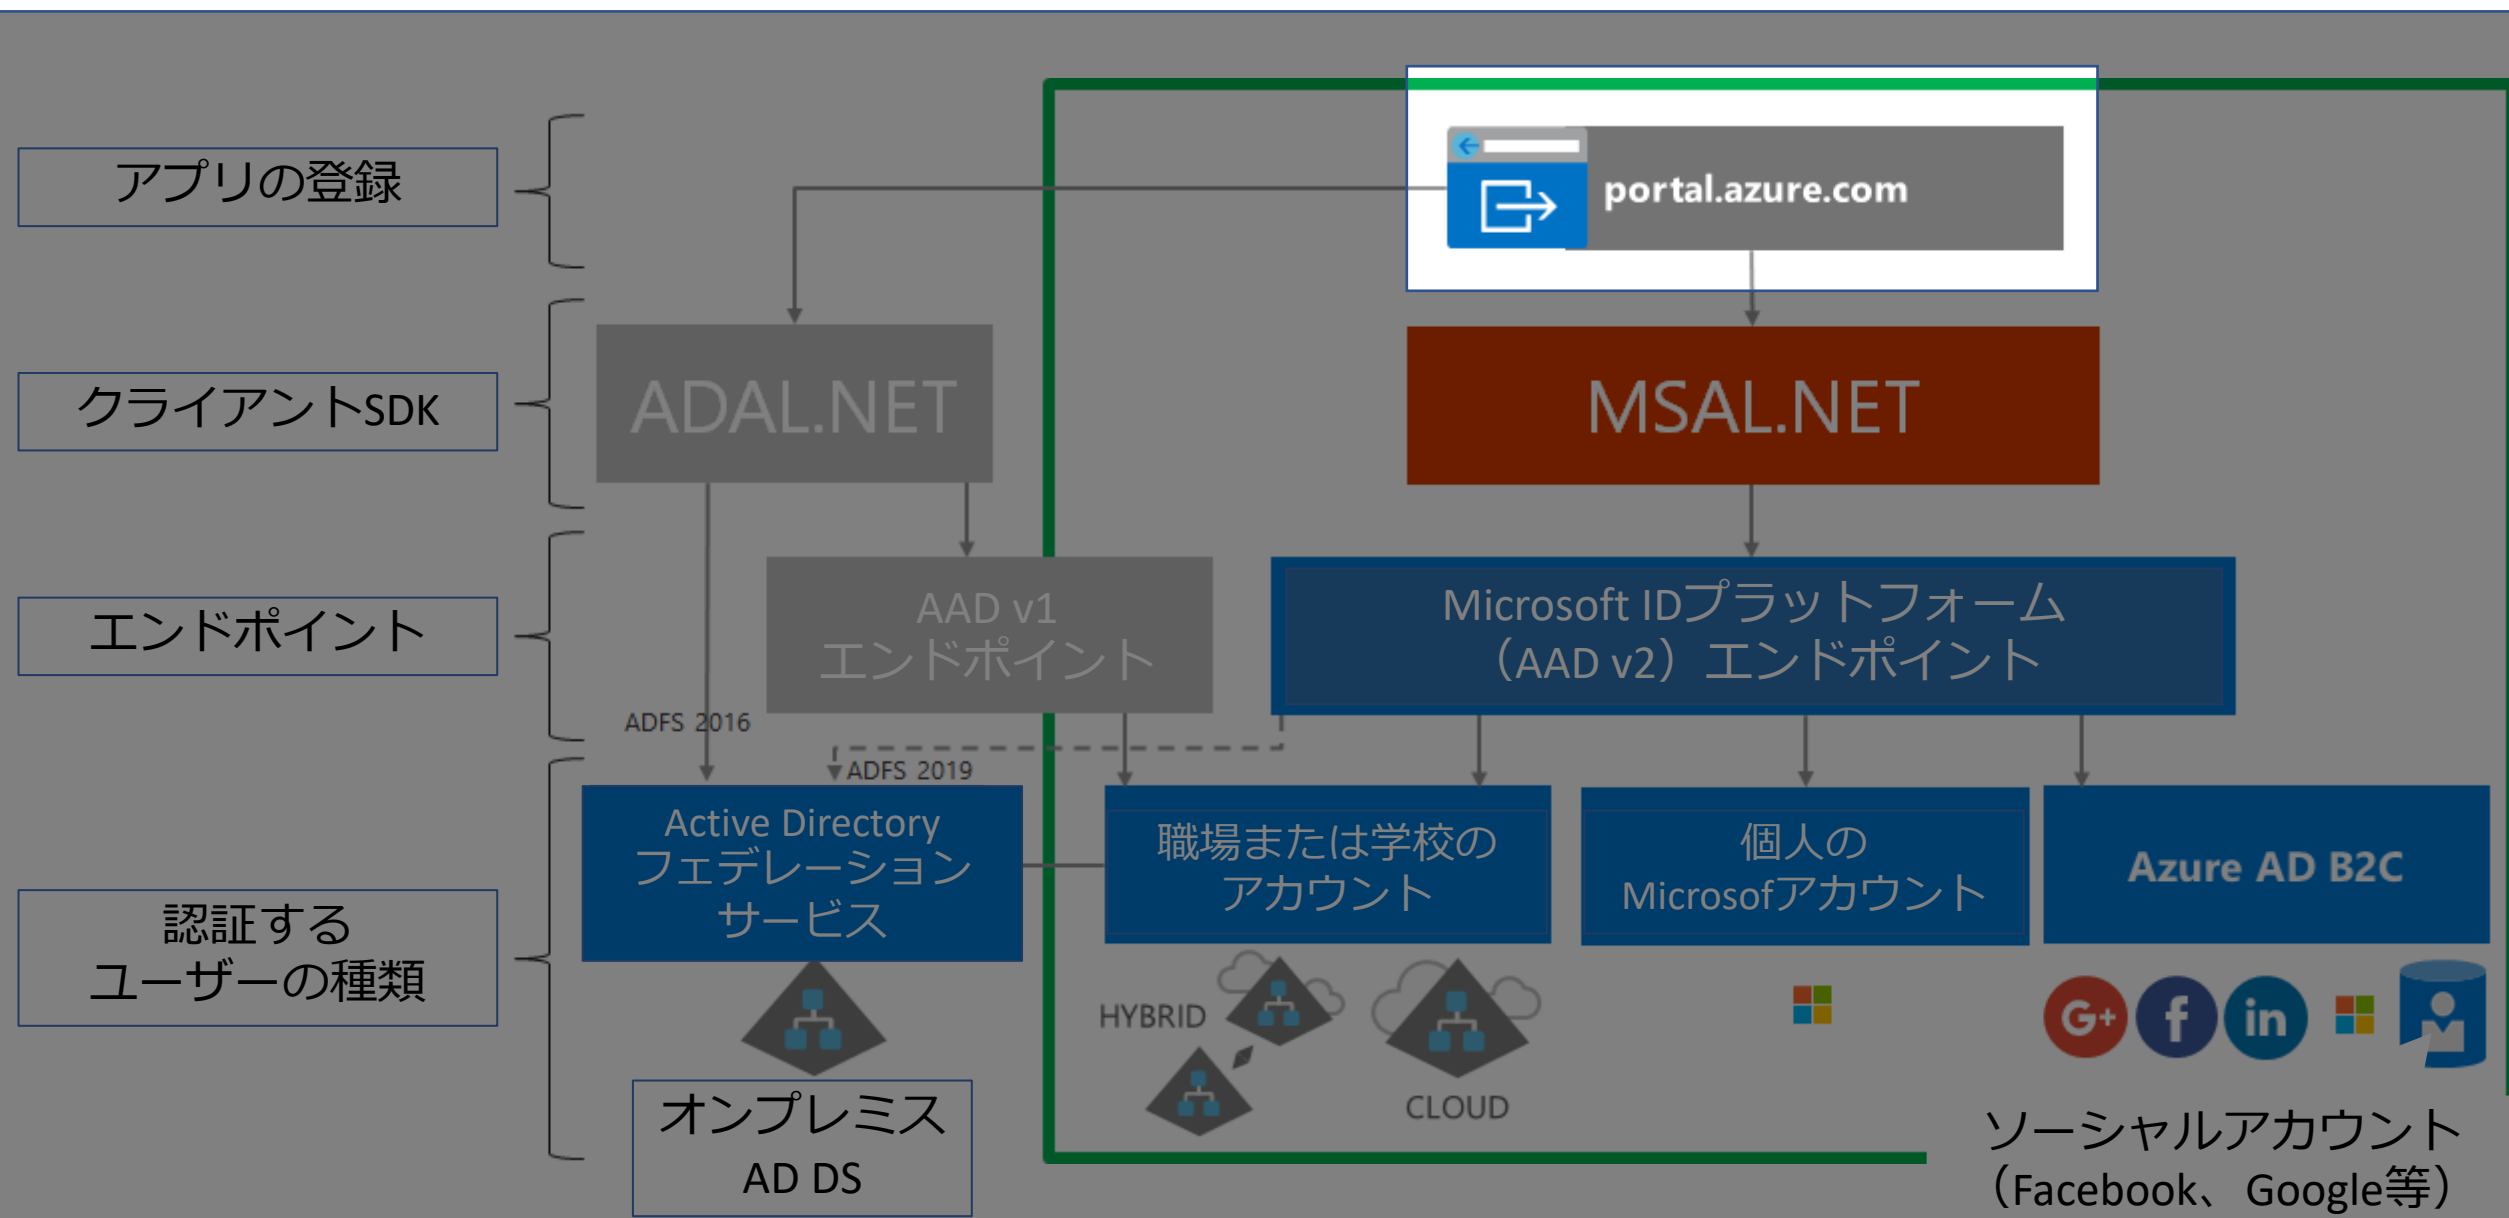 アプリの登録
portal.azure.com
クライアントSDK
ADAL.NET
MSAL.NET
エンドポイント
AAD v1
エンドポイント
Microsoft IDプラットフォーム
（AAD v2）エンドポイント
ADFS 2016
ADFS 2019
認証する
ユーザーの種類
Active Directory
フェデレーション
サービス
職場または学校の
アカウント
個人の
Microsofアカウント
Azure AD B2C
HYBRID
CLOUD
G+
f
in
オンプレミス
AD DS
ソーシャルアカウント
（Facebook、Google等）